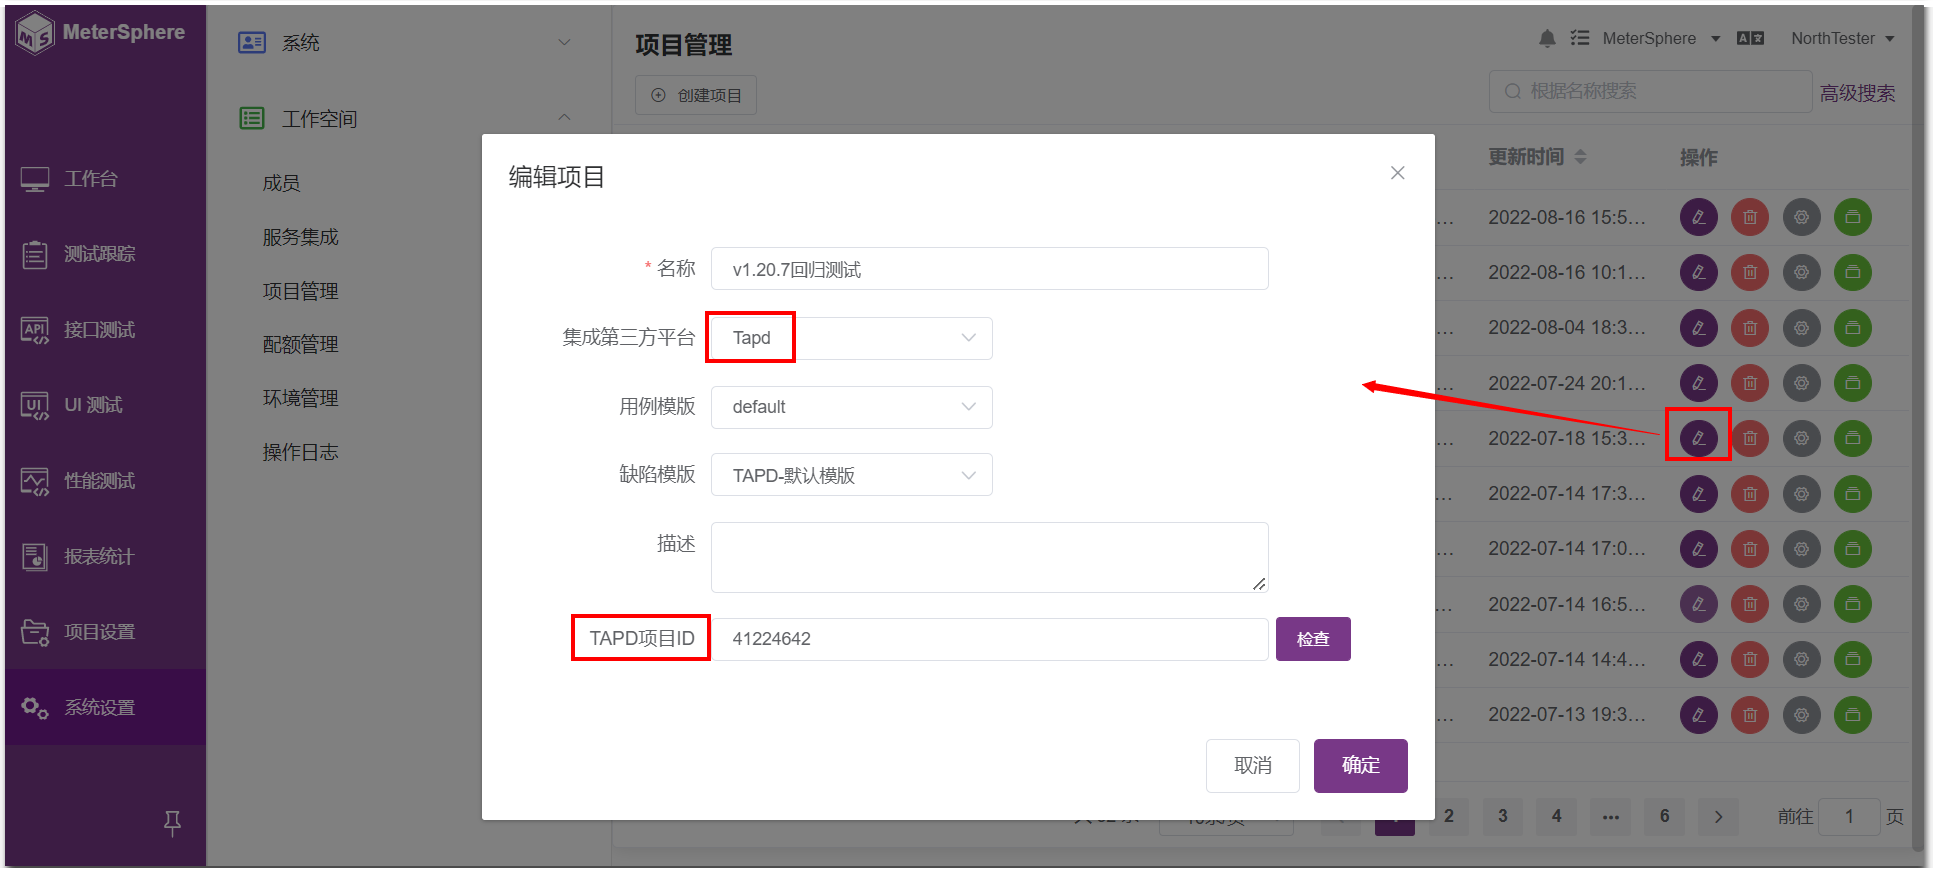 MeterSphere
工作台
测试跟踪
API
接口测试
UI
UI 测试
性能测试
报表统计
项目设置
系统设置
系统
工作空间
成员
服务集成
项目管理
配额管理
环境管理
操作日志
项目管理
MeterSphere
NorthTester
创建项目
根据名称搜索
高级搜索
更新时间
操作
... 2022-08-16 15:5...
... 2022-08-16 10:1...
... 2022-08-04 18:3...
... 2022-07-24 20:1...
... 2022-07-18 15:3...
... 2022-07-14 17:3...
... 2022-07-14 17:0...
... 2022-07-14 16:5...
... 2022-07-14 14:4...
... 2022-07-13 19:3...
编辑项目
* 名称
v1.20.7回归测试
集成第三方平台
Tapd
用例模版
default
缺陷模版
TAPD-默认模版
描述
TAPD项目ID
41224642
检查
取消
确定
2
3
4
...
6
前往
1
页